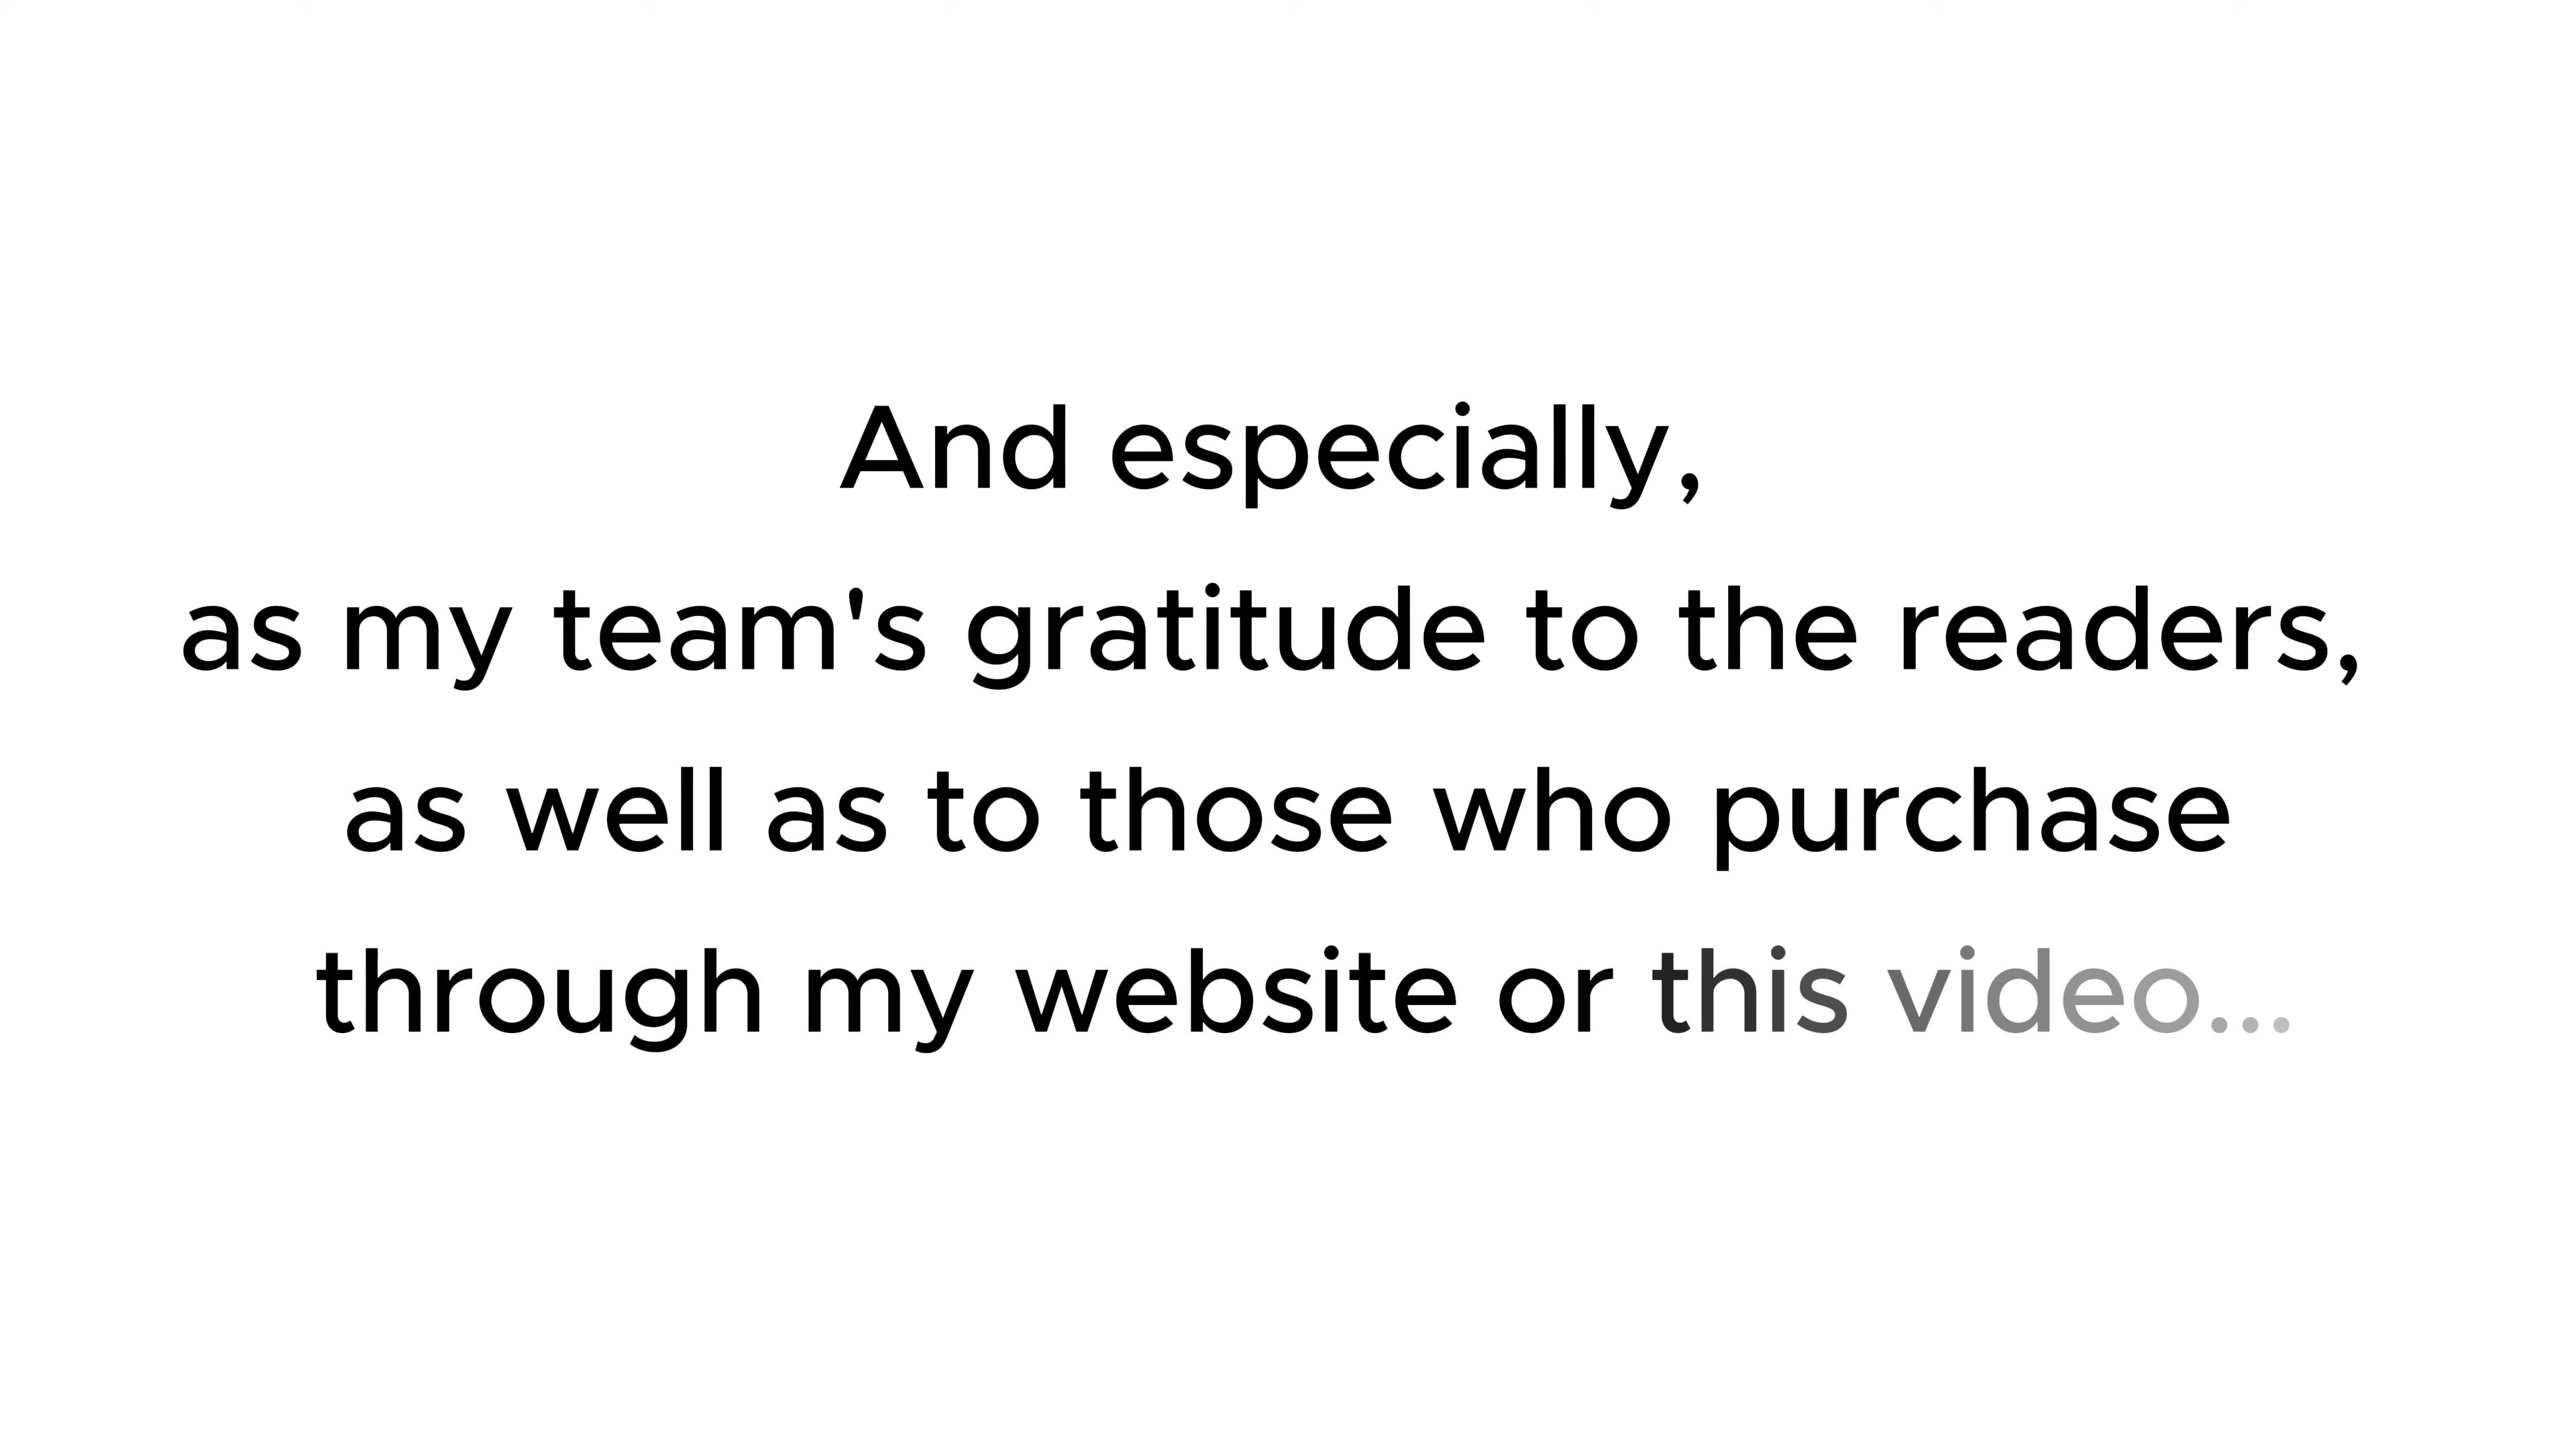 And especially,
as my team's gratitude to the readers,
as well as to those who purchase
through my website or this video...